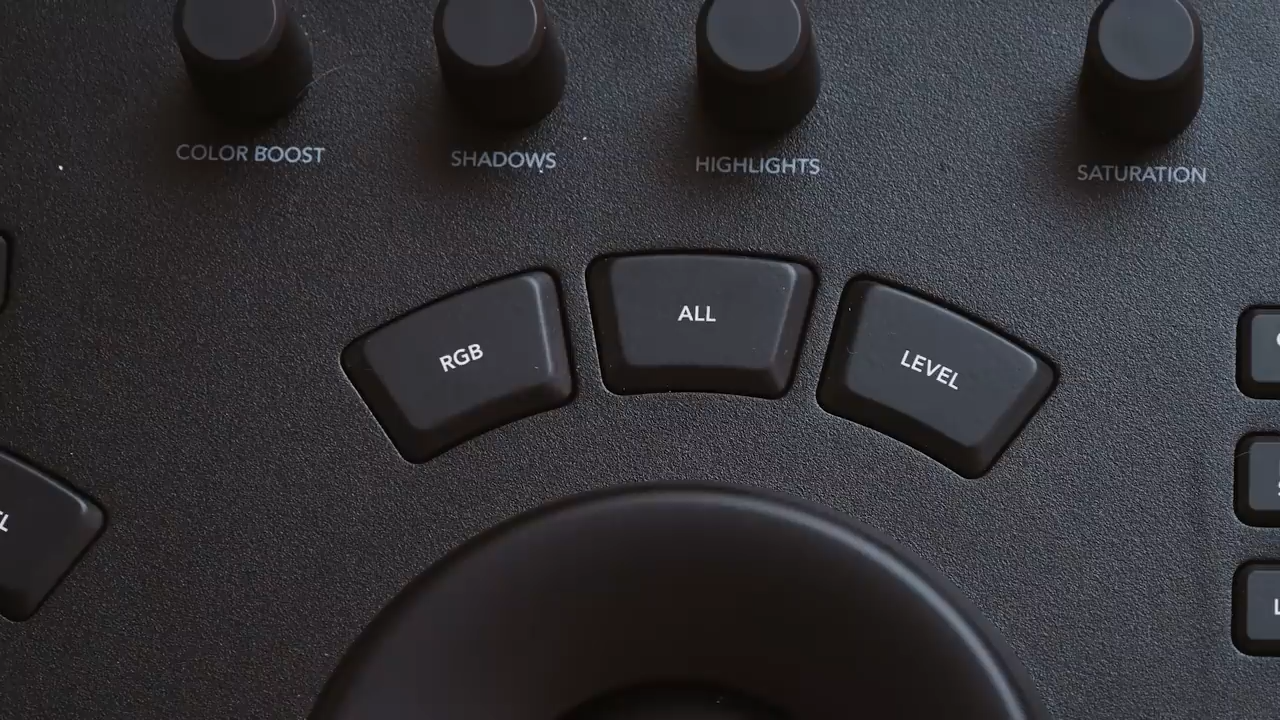 COLOR BOOST
SHADOWS
HIGHLIGHTS
SATURATION
RGB
ALL
LEVEL